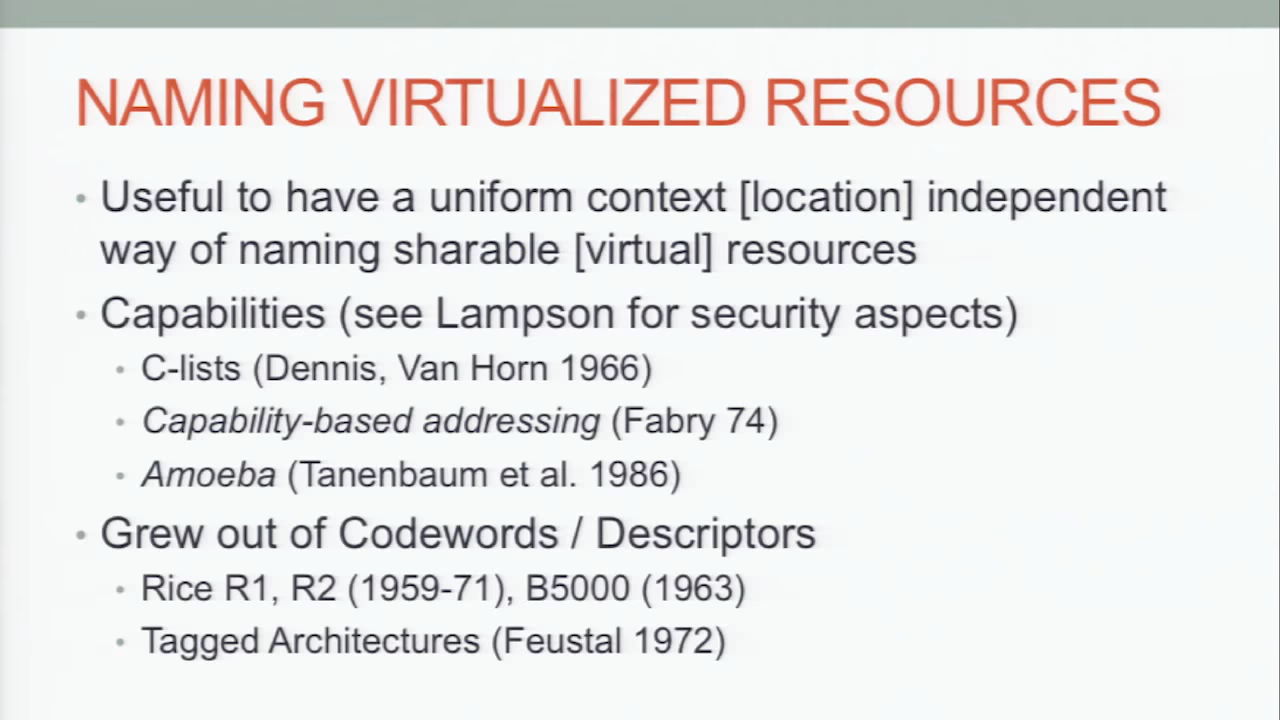 NAMING VIRTUALIZED RESOURCES
• Useful to have a uniform context [location] independent
way of naming sharable [virtual] resources
• Capabilities (see Lampson for security aspects)
• C-lists (Dennis, Van Horn 1966)
• Capability-based addressing (Fabry 74)
• Amoeba (Tanenbaum et al. 1986)
• Grew out of Codewords / Descriptors
• Rice R1, R2 (1959-71), B5000 (1963)
• Tagged Architectures (Feustal 1972)